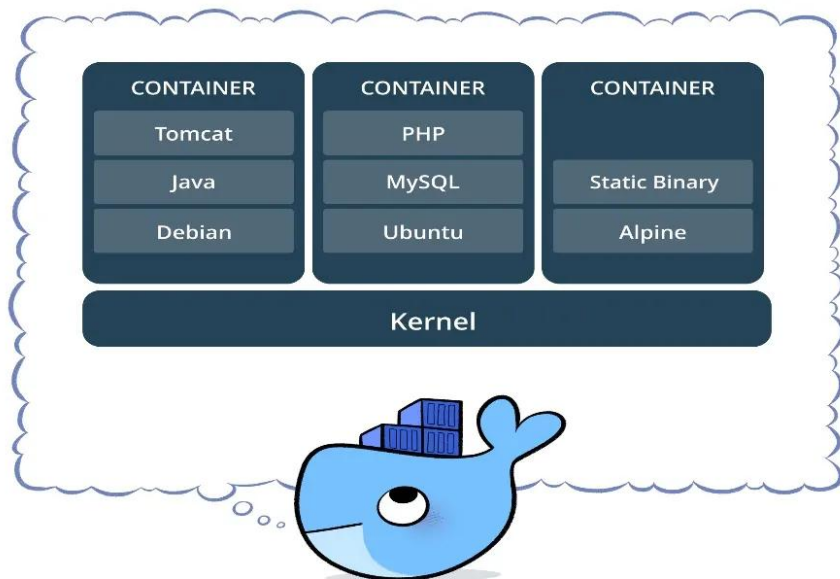 CONTAINER
Tomcat
Java
Debian
CONTAINER
PHP
MySQL
Ubuntu
CONTAINER
Static Binary
Alpine
Kernel